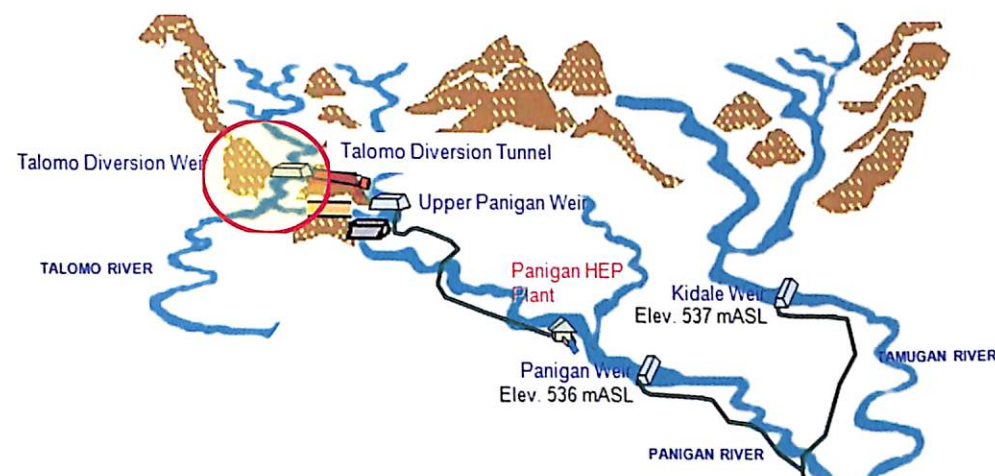 Talomo Diversion Weir
Talomo Diversion Tunnel
Upper Panigan Weir
TALOMO RIVER
Panigan HEP
Plant
Kidale Weir
Elev. 537 mASL
TAMUGAN RIVER
Panigan Weir
Elev. 536 mASL
PANIGAN RIVER